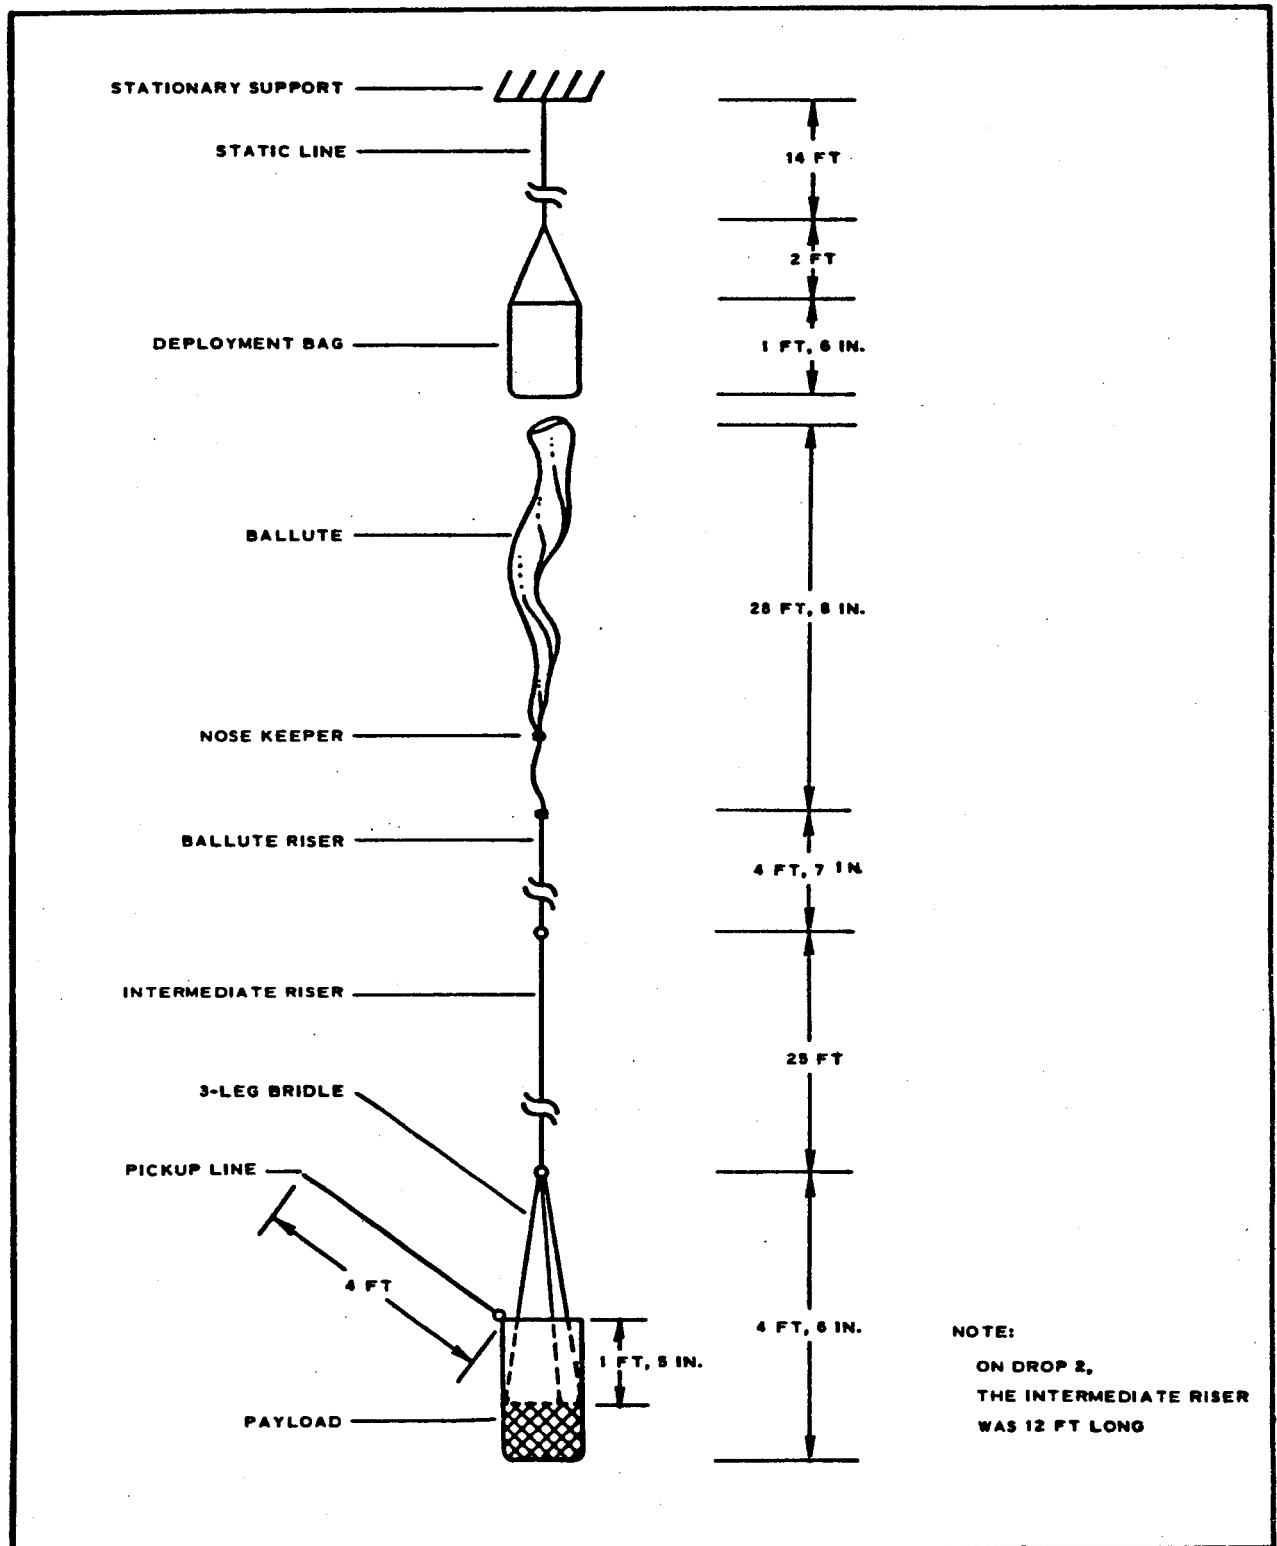 STATIONARY SUPPORT
STATIC LINE
14 FT
2 FT
DEPLOYMENT BAG
1 FT, 6 IN.
BALLUTE
28 FT, 8 IN.
NOSE KEEPER
BALLUTE RISER
4 FT, 7 IN.
INTERMEDIATE RISER
25 FT
3-LEG BRIDLE
PICKUP LINE
4 FT
4 FT, 6 IN.
1 FT, 5 IN.
PAYLOAD
NOTE:
ON DROP 2,
THE INTERMEDIATE RISER
WAS 12 FT LONG